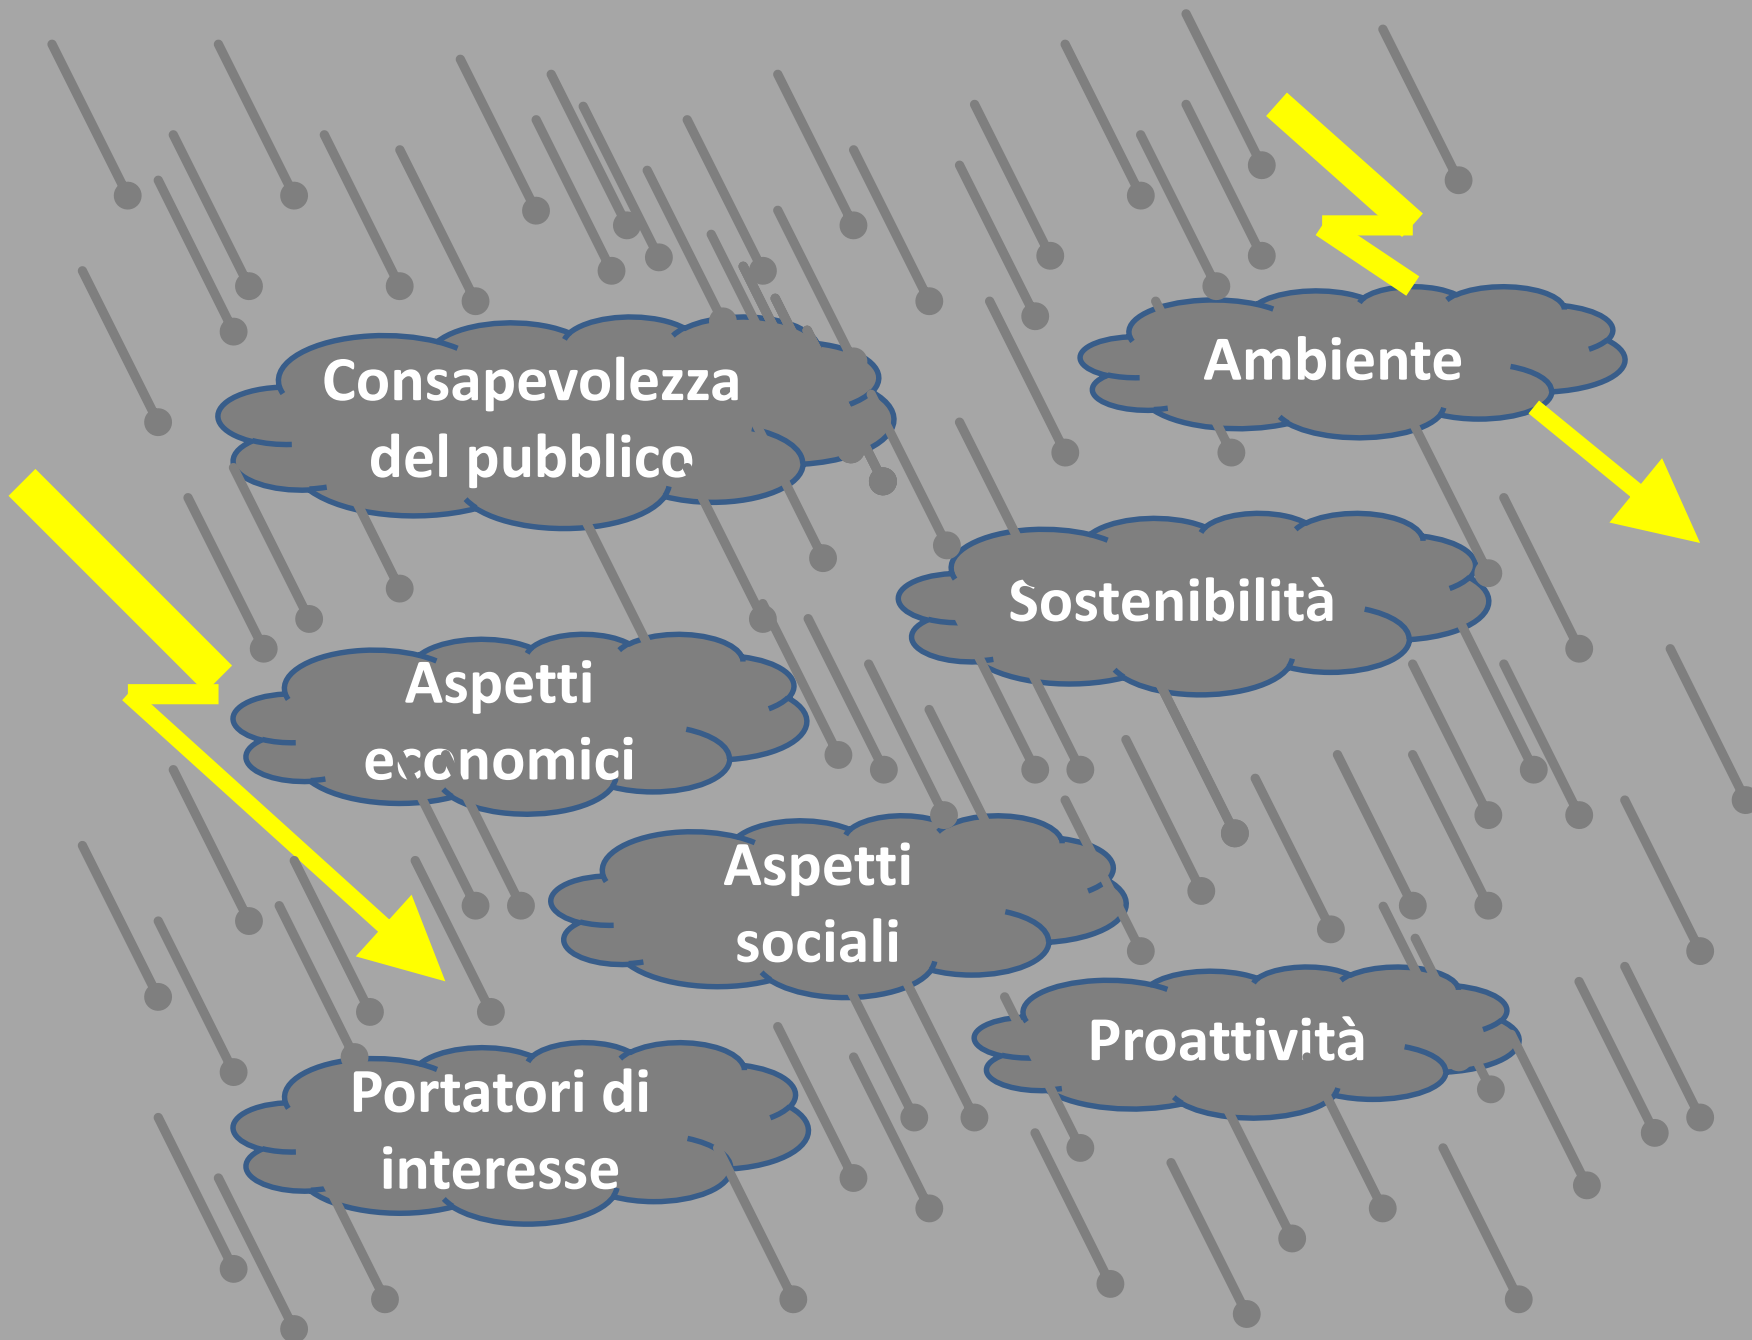 Consapevolezza
del pubblico
Ambiente
Sostenibilità
Aspetti
economici
Aspetti
sociali
Proattività
Portatori di
interesse